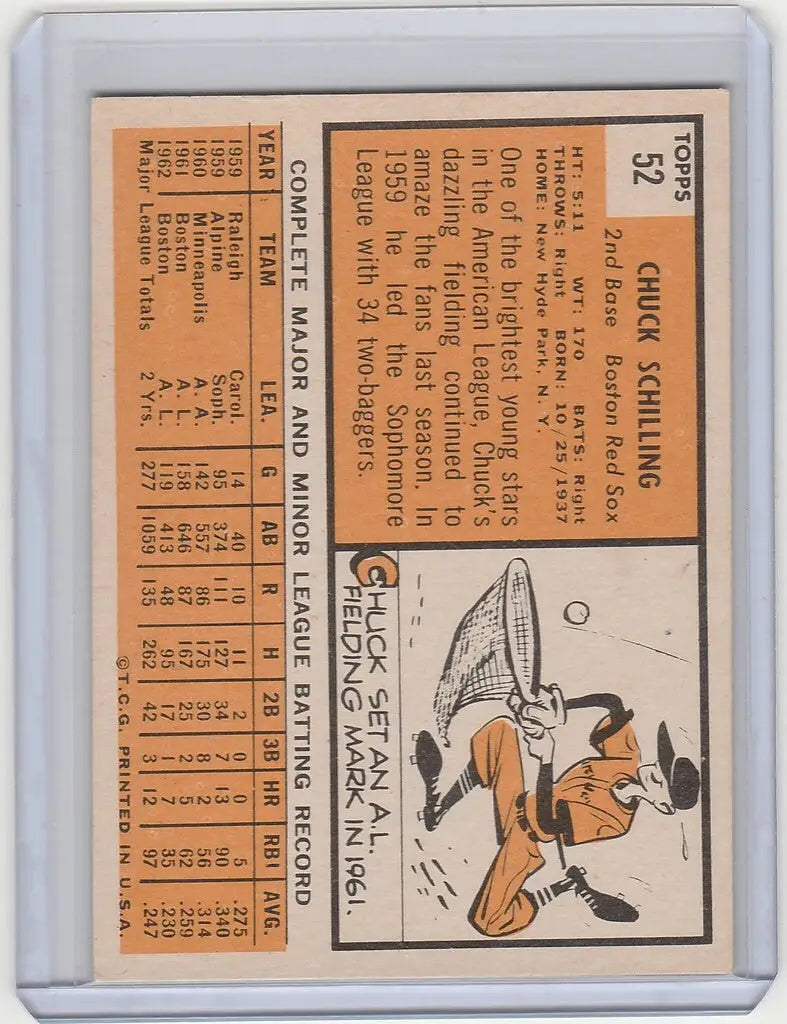 TOPPS
52
CHUCK SCHILLING
2nd Base Boston Red Sox
HT: 5:11 WT: 170 BATS: Right
THROWS: Right BORN: 10/25/1937
HOME: New Hyde Park, N. Y.
One of the brightest young stars
in the American League, Chuck's
dazzling fielding continued to
amaze the fans last season. In
1959 he led the Sophomore
League with 34 two-baggers.
CHUCK SET AN A.L.
FIELDING MARK IN 1961.
COMPLETE MAJOR AND MINOR LEAGUE BATTING RECORD
YEAR TEAM LEA. G AB R H 2B 3B HR RBI AVG.
1959 Raleigh Carol. 14 40 10 11 2 0 0 5 .275
1959 Alpine Soph. 95 374 111 127 34 7 13 90 .340
1960 Minneapolis A. A. 142 557 86 175 30 8 2 56 .314
1961 Boston A. L. 158 646 87 167 25 2 5 62 .259
1962 Boston A. L. 119 413 48 95 17 1 7 35 .230
Major League Totals 2 Yrs. 277 1059 135 262 42 3 12 97 .247
©T.C.G. PRINTED IN U.S.A.